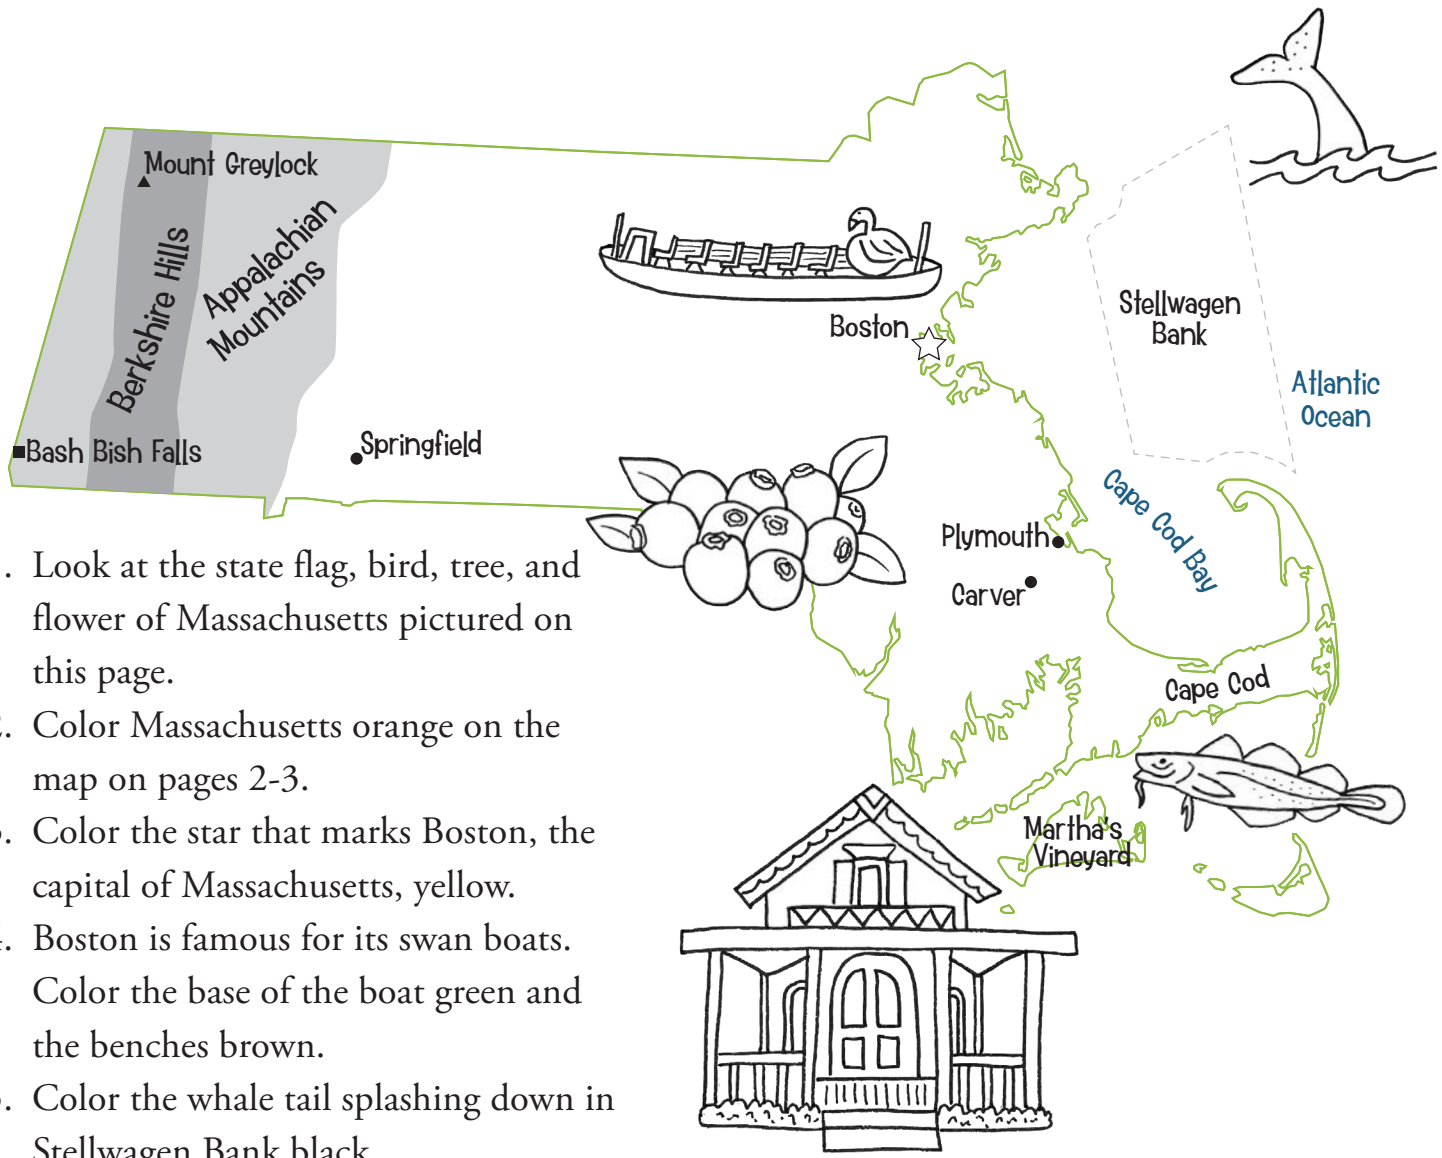 Mount Greylock
Berkshire Hills
Appalachian
Mountains
Bash Bish Falls
Springfield
Boston
Stellwagen
Bank
Atlantic
Ocean
Cape Cod Bay
Plymouth
Carver
Cape Cod
Martha's
Vineyard
. Look at the state flag, bird, tree, and
flower of Massachusetts pictured on
this page.
. Color Massachusetts orange on the
map on pages 2-3.
. Color the star that marks Boston, the
capital of Massachusetts, yellow.
. Boston is famous for its swan boats.
Color the base of the boat green and
the benches brown.
. Color the whale tail splashing down in
Stellwagen Bank black